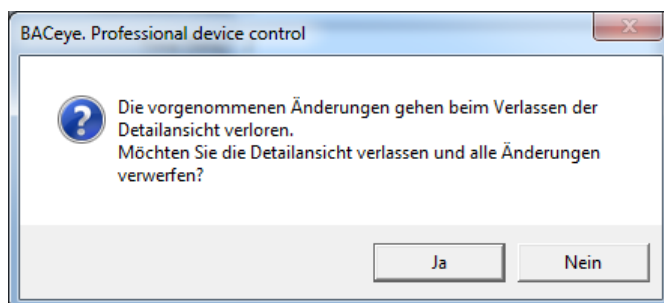 BACeye. Professional device control
Die vorgenommenen Änderungen gehen beim Verlassen der
Detailansicht verloren.
Möchten Sie die Detailansicht verlassen und alle Änderungen
verwerfen?
Ja
Nein